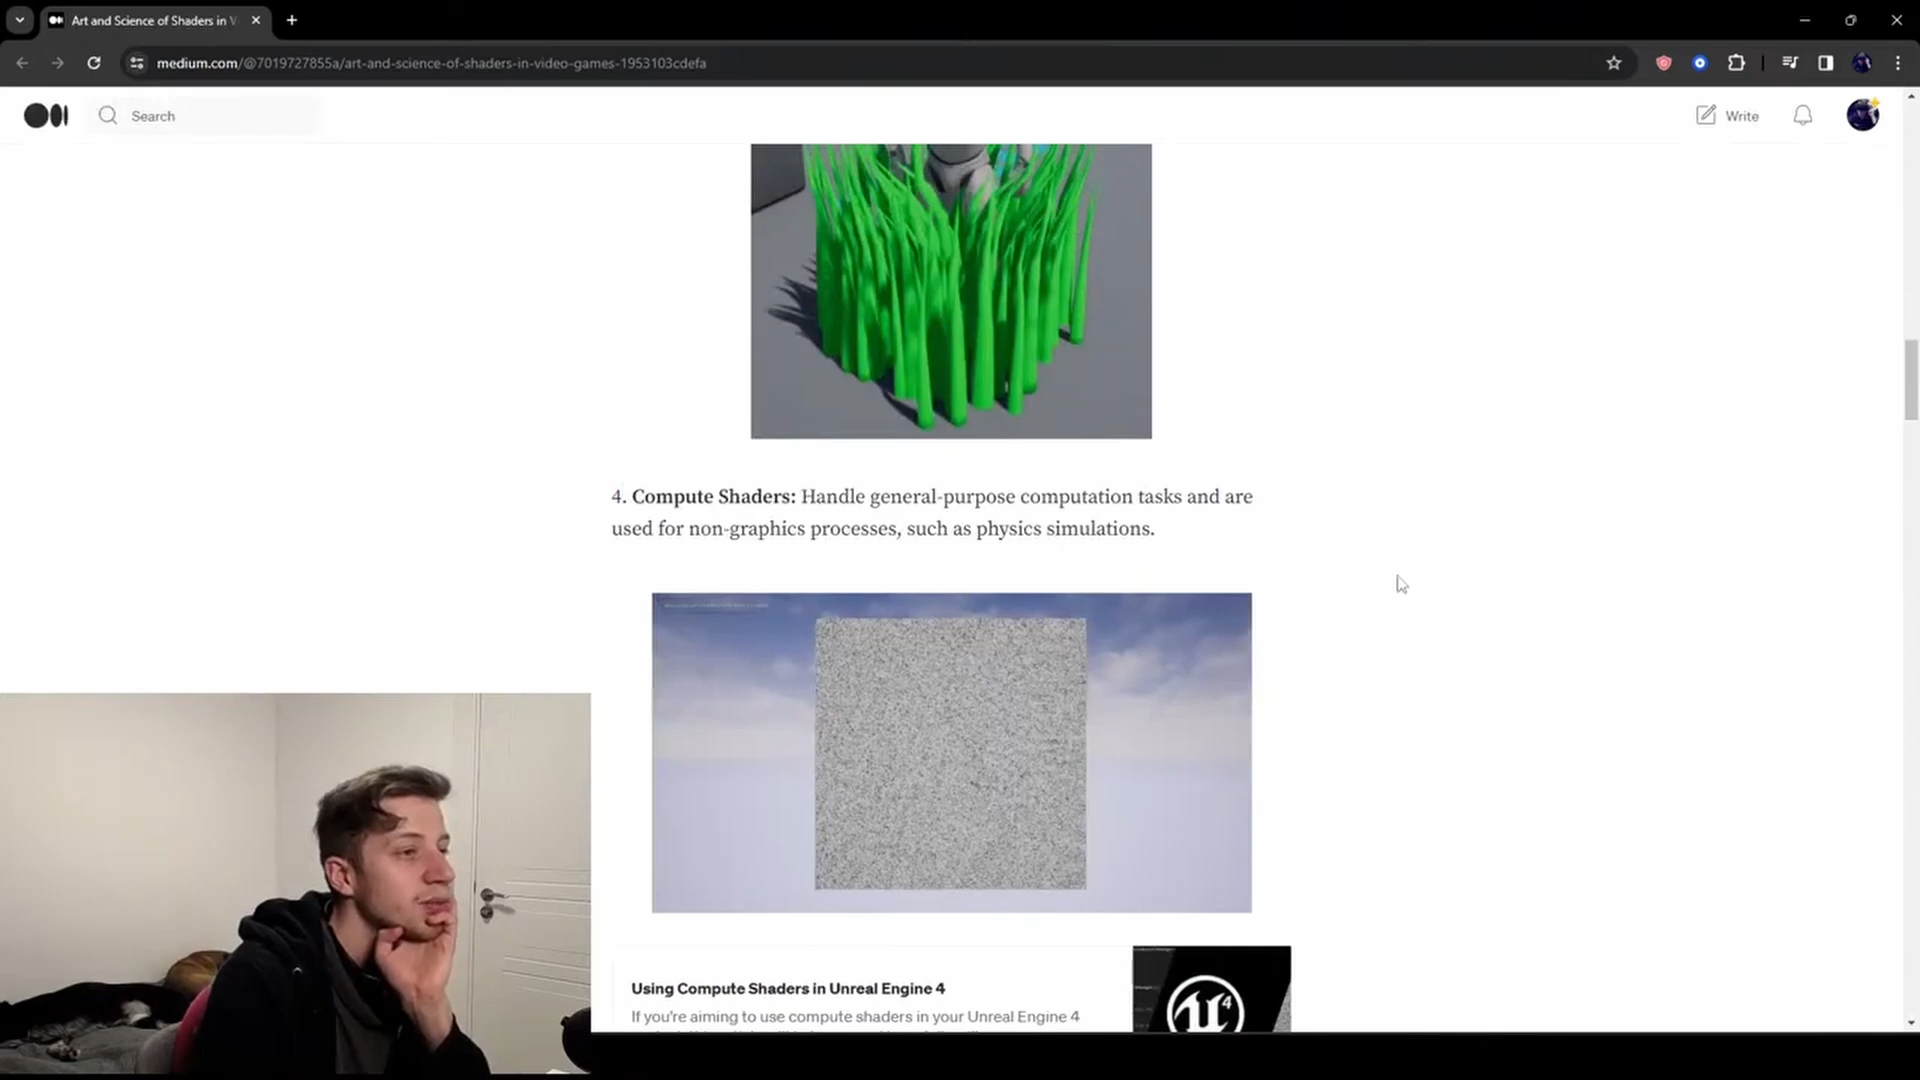 Art and Science of Shaders in V
medium.com/@7019727855a/art-and-science-of-shaders-in-video-games-1953103cdefa
Search
Write
4. Compute Shaders: Handle general-purpose computation tasks and are
used for non-graphics processes, such as physics simulations.
Using Compute Shaders in Unreal Engine 4
If you're aiming to use compute shaders in your Unreal Engine 4
4